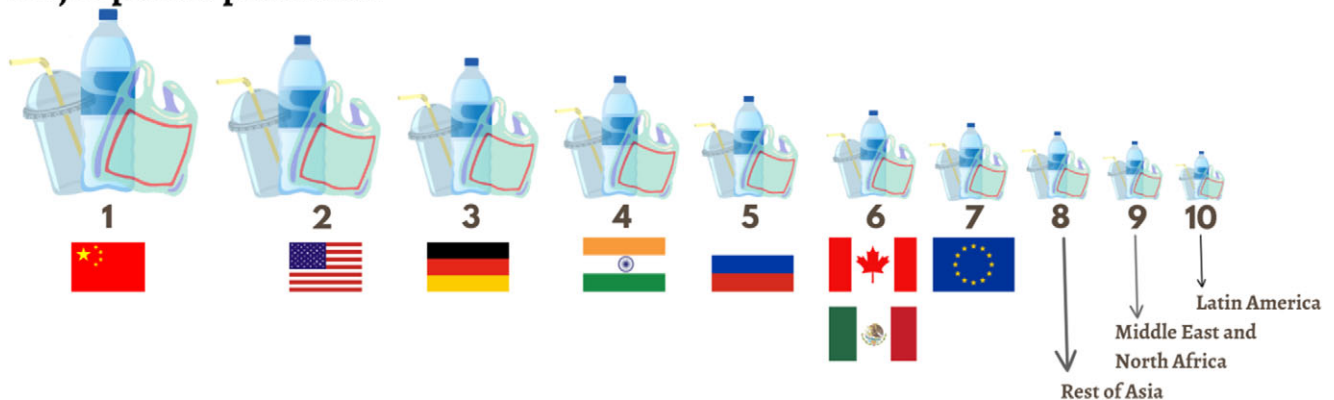 1 2 3 4 5 6 7 8 9 10
Latin America
Middle East and
North Africa
Rest of Asia